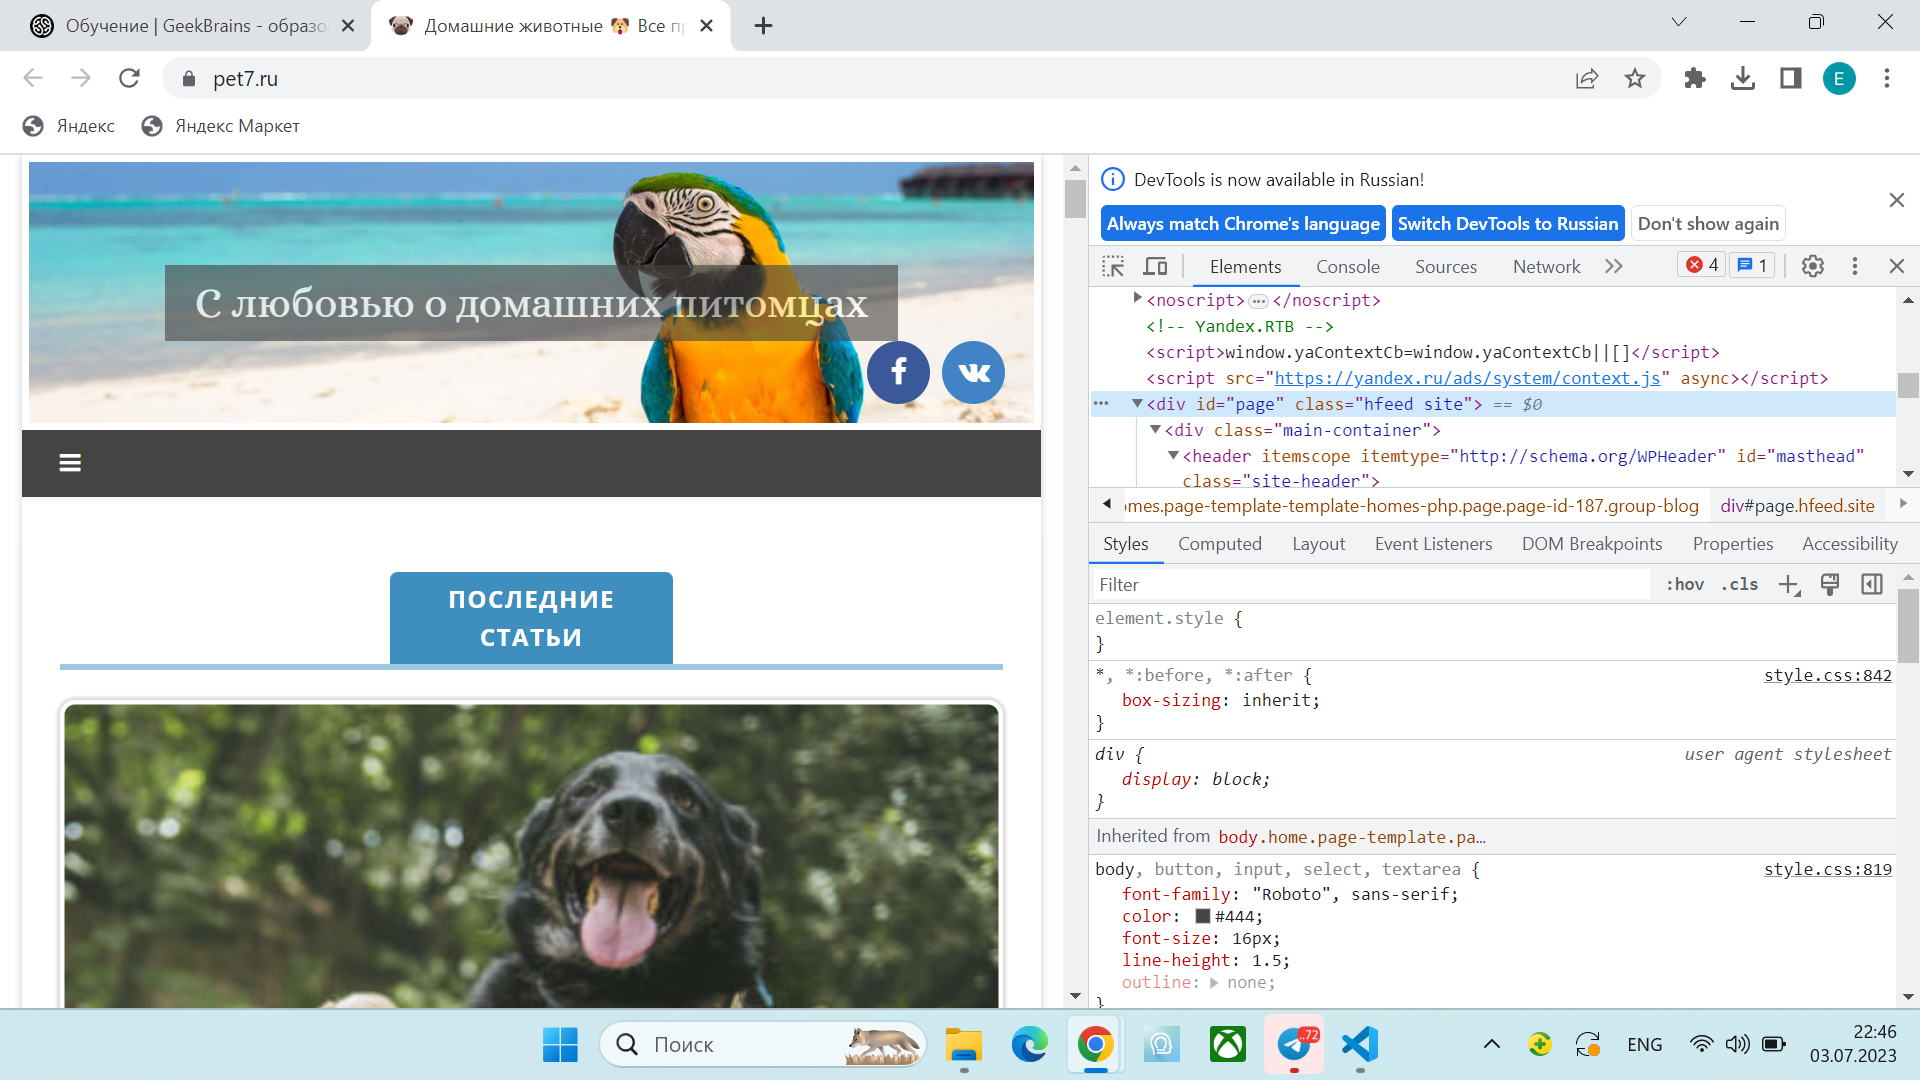 Обучение | GeekBrains - образо
Домашние животные 🐶 Все пр
pet7.ru
E
Яндекс
Яндекс Маркет
С любовью о домашних питомцах
ПОСЛЕДНИЕ
СТАТЬИ
DevTools is now available in Russian!
Always match Chrome's language
Switch DevTools to Russian
Don't show again
Elements
Console
Sources
Network
4
1
<noscript>…</noscript>
<!-- Yandex.RTB -->
<script>window.yaContextCb=window.yaContextCb||[]</script>
<script src="https://yandex.ru/ads/system/context.js" async></script>
<div id="page" class="hfeed site"> == $0
<div class="main-container">
<header itemscope itemtype="http://schema.org/WPHeader" id="masthead"
class="site-header">
omes.page-template-template-homes-php.page.page-id-187.group-blog
div#page.hfeed.site
Styles
Computed
Layout
Event Listeners
DOM Breakpoints
Properties
Accessibility
Filter
:hov
.cls
element.style {
}
*, *:before, *:after {
style.css:842
box-sizing: inherit;
}
div {
user agent stylesheet
display: block;
}
Inherited from body.home.page-template.pa…
body, button, input, select, textarea {
style.css:819
font-family: "Roboto", sans-serif;
color: #444;
font-size: 16px;
line-height: 1.5;
outline: none;
}
Поиск
..72
ENG
22:46
03.07.2023